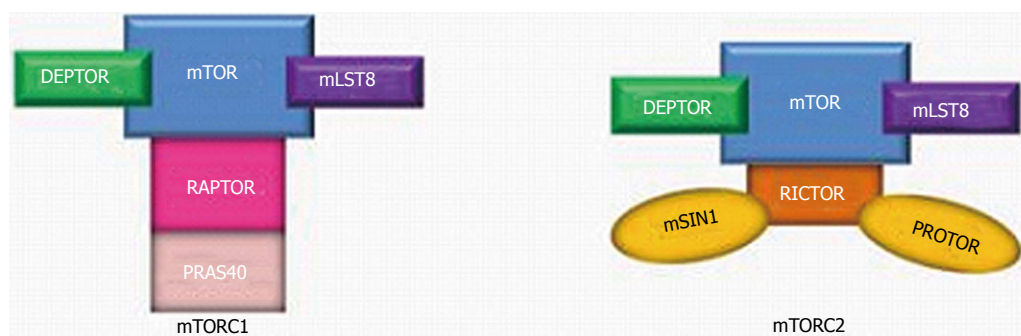 DEPTOR
mTOR
mLST8
RAPTOR
PRAS40
mTORC1
DEPTOR
mTOR
mLST8
RICTOR
mSIN1
PROTOR
mTORC2